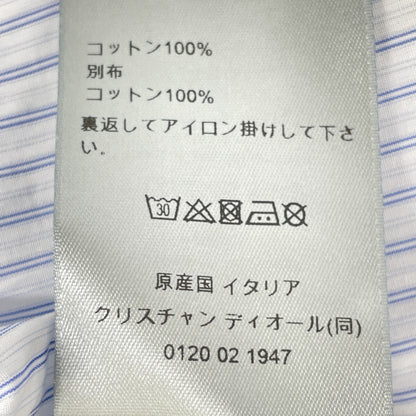 コットン100%
別布
コットン100%
裏返してアイロン掛けして下さ
い。
30
原産国 イタリア
クリスチャン ディオール(同)
0120 02 1947